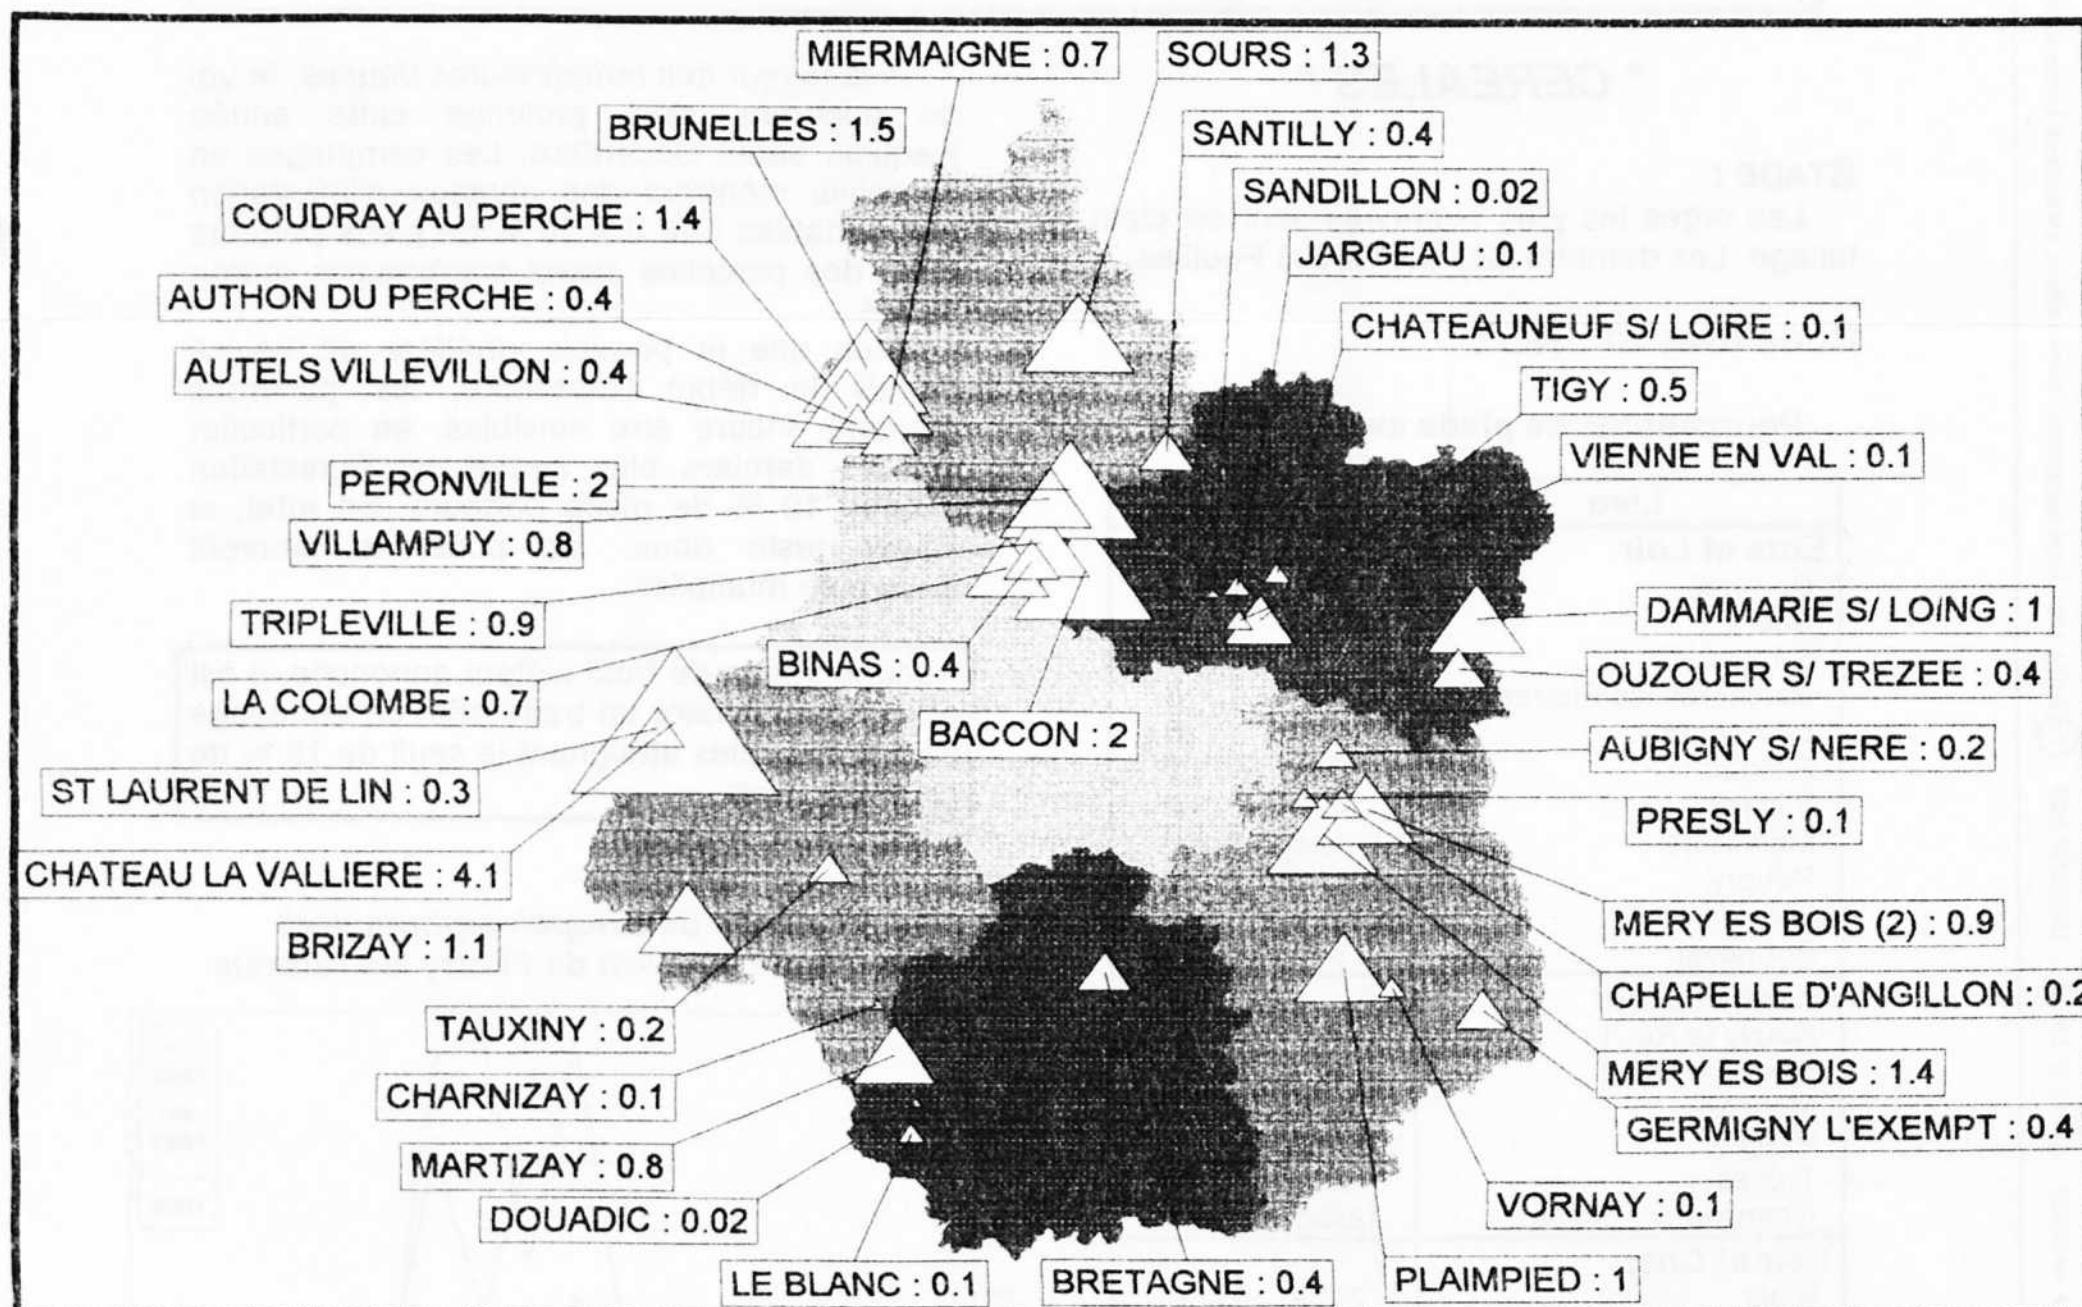 MIERMAIGNE : 0.7
SOURS : 1.3
BRUNELLES : 1.5
SANTILLY : 0.4
COUDRAY AU PERCHE : 1.4
SANDILLON : 0.02
JARGEAU : 0.1
AUTHON DU PERCHE : 0.4
CHATEAUNEUF S/ LOIRE : 0.1
AUTELS VILLEVILLON : 0.4
TIGY : 0.5
PERONVILLE : 2
VIENNE EN VAL : 0.1
VILLAMPUY : 0.8
TRIPLEVILLE : 0.9
DAMMARIE S/ LOING : 1
BINAS : 0.4
OUZOUER S/ TREZEE : 0.4
LA COLOMBE : 0.7
BACCON : 2
AUBIGNY S/ NERE : 0.2
ST LAURENT DE LIN : 0.3
PRESLY : 0.1
CHATEAU LA VALLIERE : 4.1
MERY ES BOIS (2) : 0.9
BRIZAY : 1.1
CHAPELLE D'ANGILLON : 0.2
TAUXINY : 0.2
MERY ES BOIS : 1.4
CHARNIZAY : 0.1
GERMIGNY L'EXEMPT : 0.4
MARTIZAY : 0.8
VORNAY : 0.1
DOUADIC : 0.02
LE BLANC : 0.1
BRETAGNE : 0.4
PLAIMPIED : 1